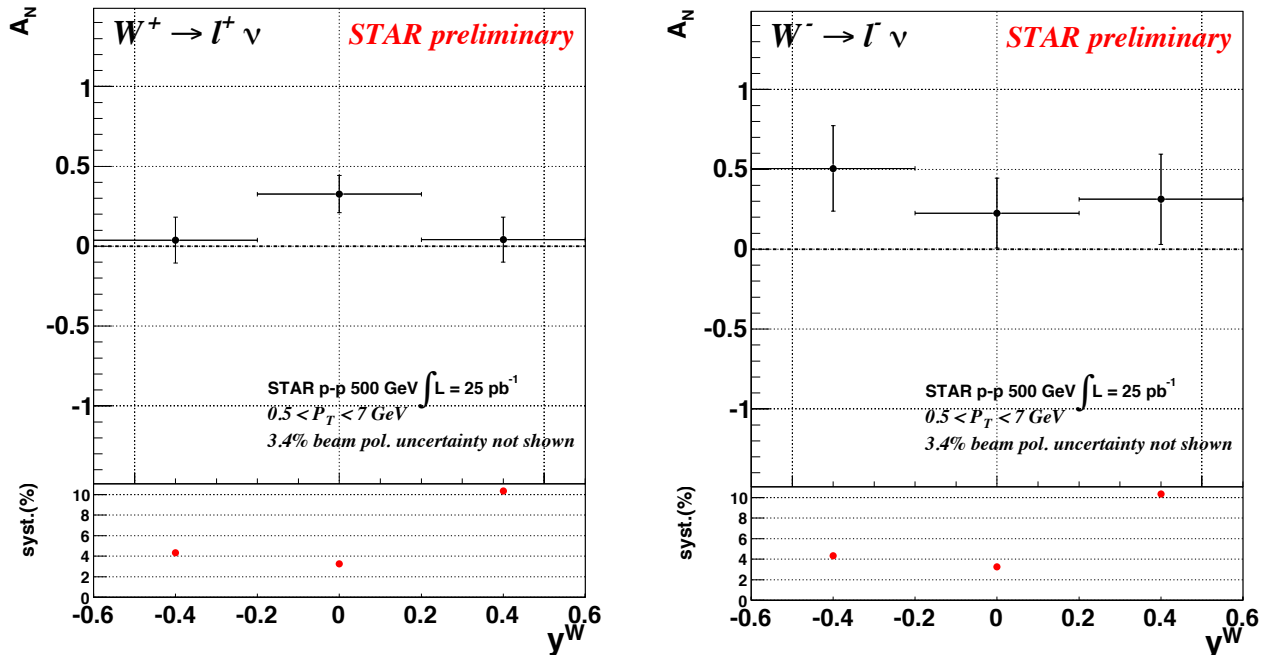 A_N
W⁺ → l⁺ ν
STAR preliminary
1
0.5
0
-0.5
-1
STAR p-p 500 GeV ∫L = 25 pb⁻¹
0.5 < P_T < 7 GeV
3.4% beam pol. uncertainty not shown
syst.(%)
10
8
6
4
2
0
-0.6 -0.4 -0.2 0 0.2 0.4 0.6
y^W
A_N
W⁻ → l⁻ ν
STAR preliminary
1
0.5
0
-0.5
-1
STAR p-p 500 GeV ∫L = 25 pb⁻¹
0.5 < P_T < 7 GeV
3.4% beam pol. uncertainty not shown
syst.(%)
10
8
6
4
2
0
-0.6 -0.4 -0.2 0 0.2 0.4 0.6
y^W